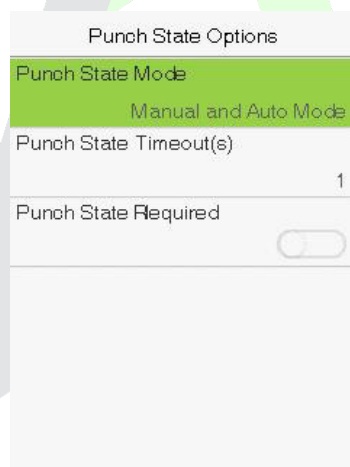 Punch State Options
Punch State Mode
Manual and Auto Mode
Punch State Timeout(s)
1
Punch State Required